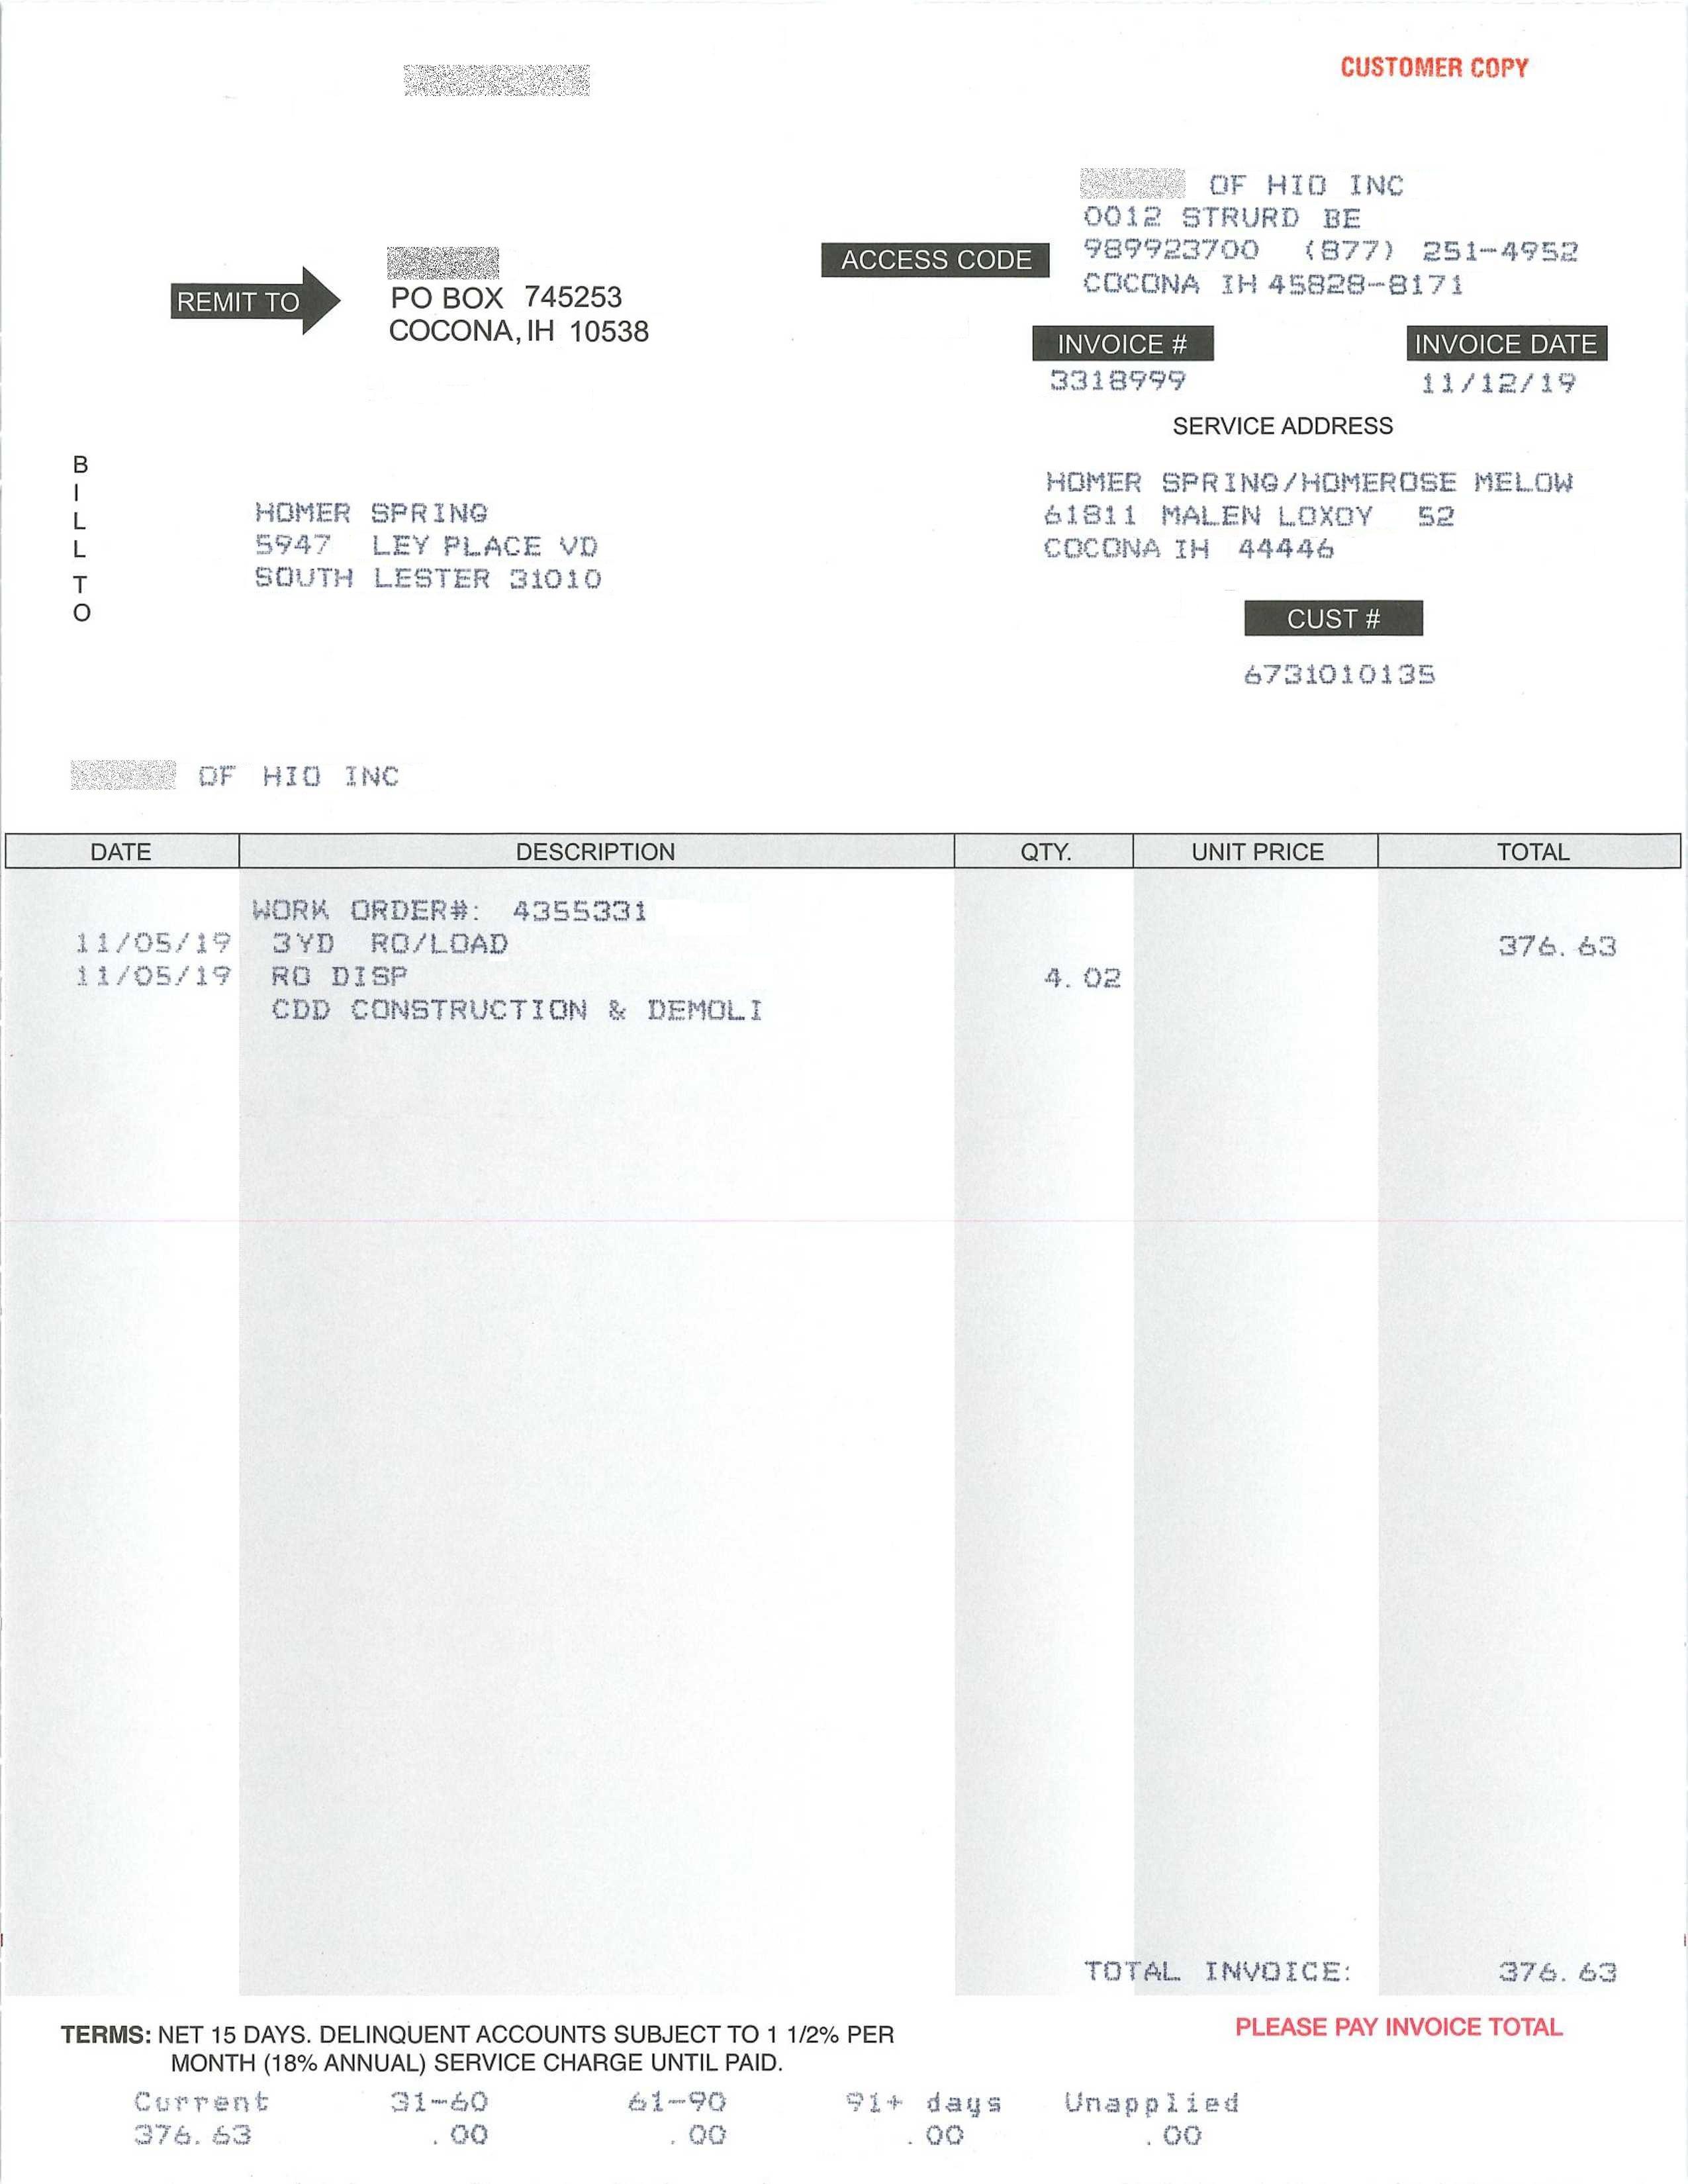 CUSTOMER COPY
OF HIO INC
0012 STRURD BE
ACCESS CODE 989923700 (877) 251-4952
COCONA IH 45828-8171
REMIT TO
PO BOX 745253
COCONA, IH 10538
INVOICE # INVOICE DATE
3318999 11/12/19
SERVICE ADDRESS
HOMER SPRING/HOMEROSE MELOW
61811 MALEN LOXOY 52
COCONA IH 44446
BILL TO
HOMER SPRING
5947 LEY PLACE VD
SOUTH LESTER 31010
CUST #
6731010135
OF HIO INC
DATE DESCRIPTION QTY. UNIT PRICE TOTAL
WORK ORDER#: 4355331
11/05/19 3YD RO/LOAD 376.63
11/05/19 RO DISP 4.02
CDD CONSTRUCTION & DEMOLI
TOTAL INVOICE: 376.63
TERMS: NET 15 DAYS. DELINQUENT ACCOUNTS SUBJECT TO 1 1/2% PER
MONTH (18% ANNUAL) SERVICE CHARGE UNTIL PAID.
PLEASE PAY INVOICE TOTAL
Current 31-60 61-90 91+ days Unapplied
376.63 .00 .00 .00 .00